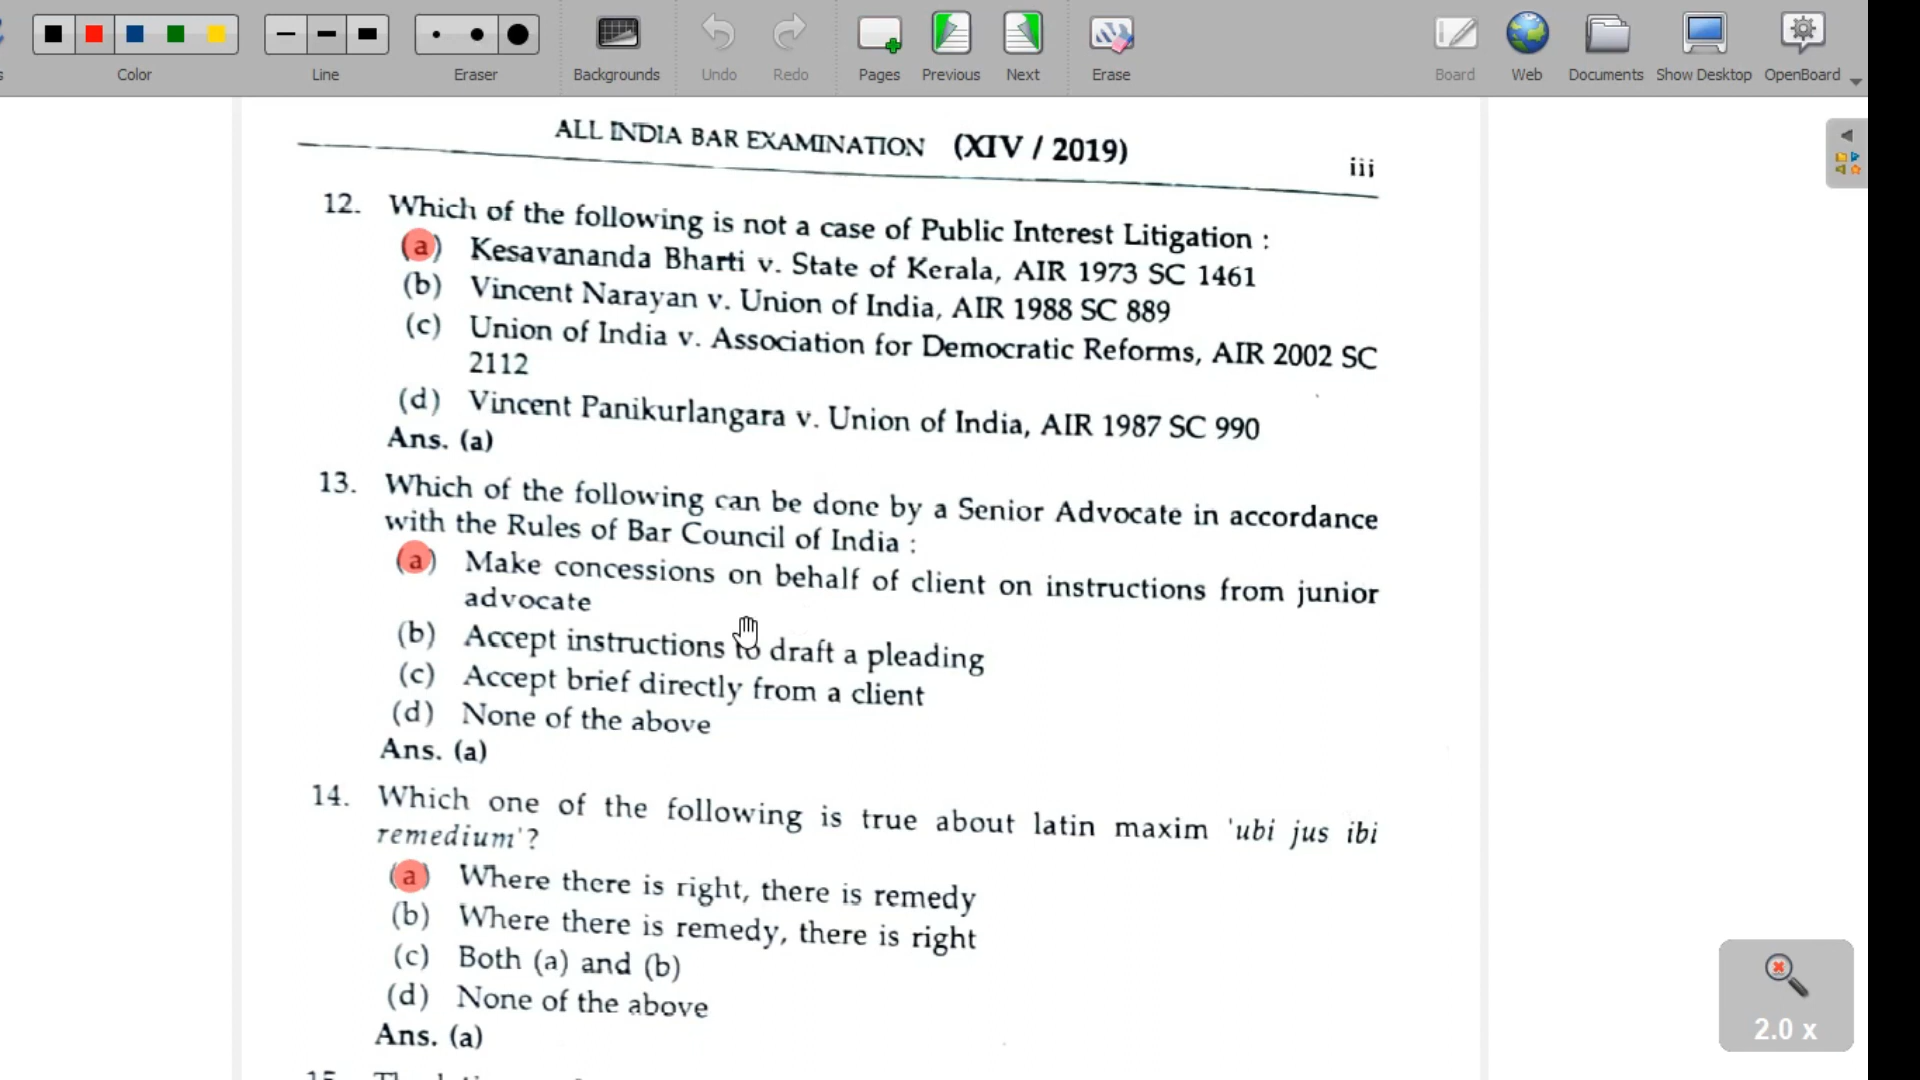 Color
Line
Eraser
Backgrounds
Undo
Redo
Pages
Previous
Next
Erase
Board
Web
Documents
Show Desktop
OpenBoard
ALL INDIA BAR EXAMINATION (XIV / 2019)
iii
12. Which of the following is not a case of Public Interest Litigation :
(a) Kesavananda Bharti v. State of Kerala, AIR 1973 SC 1461
(b) Vincent Narayan v. Union of India, AIR 1988 SC 889
(c) Union of India v. Association for Democratic Reforms, AIR 2002 SC
2112
(d) Vincent Panikurlangara v. Union of India, AIR 1987 SC 990
Ans. (a)
13. Which of the following can be done by a Senior Advocate in accordance
with the Rules of Bar Council of India :
(a) Make concessions on behalf of client on instructions from junior
advocate
(b) Accept instructions to draft a pleading
(c) Accept brief directly from a client
(d) None of the above
Ans. (a)
14. Which one of the following is true about latin maxim 'ubi jus ibi
remedium'?
(a) Where there is right, there is remedy
(b) Where there is remedy, there is right
(c) Both (a) and (b)
(d) None of the above
Ans. (a)
2.0 x